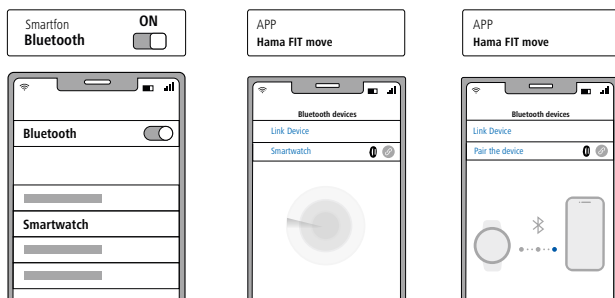 Smartfon
Bluetooth
ON
APP
Hama FIT move
APP
Hama FIT move
Bluetooth
Smartwatch
Bluetooth devices
Link Device
Smartwatch
Bluetooth devices
Link Device
Pair the device